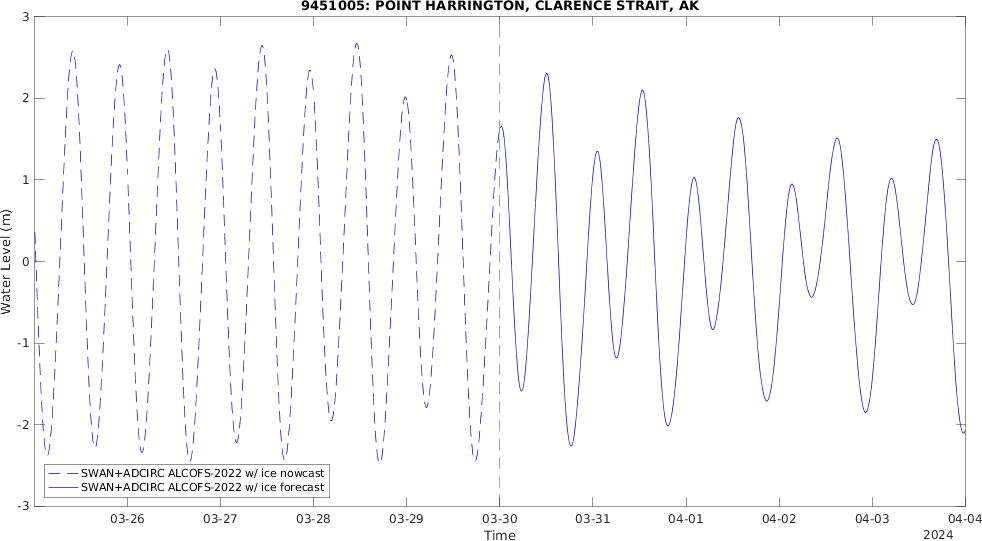 9451005: POINT HARRINGTON, CLARENCE STRAIT, AK
3
2
1
0
-1
-2
-3
Water Level (m)
SWAN+ADCIRC ALCOFS-2022 w/ ice nowcast
SWAN+ADCIRC ALCOFS-2022 w/ ice forecast
03-26 03-27 03-28 03-29 03-30 03-31 04-01 04-02 04-03 04-04
Time
2024